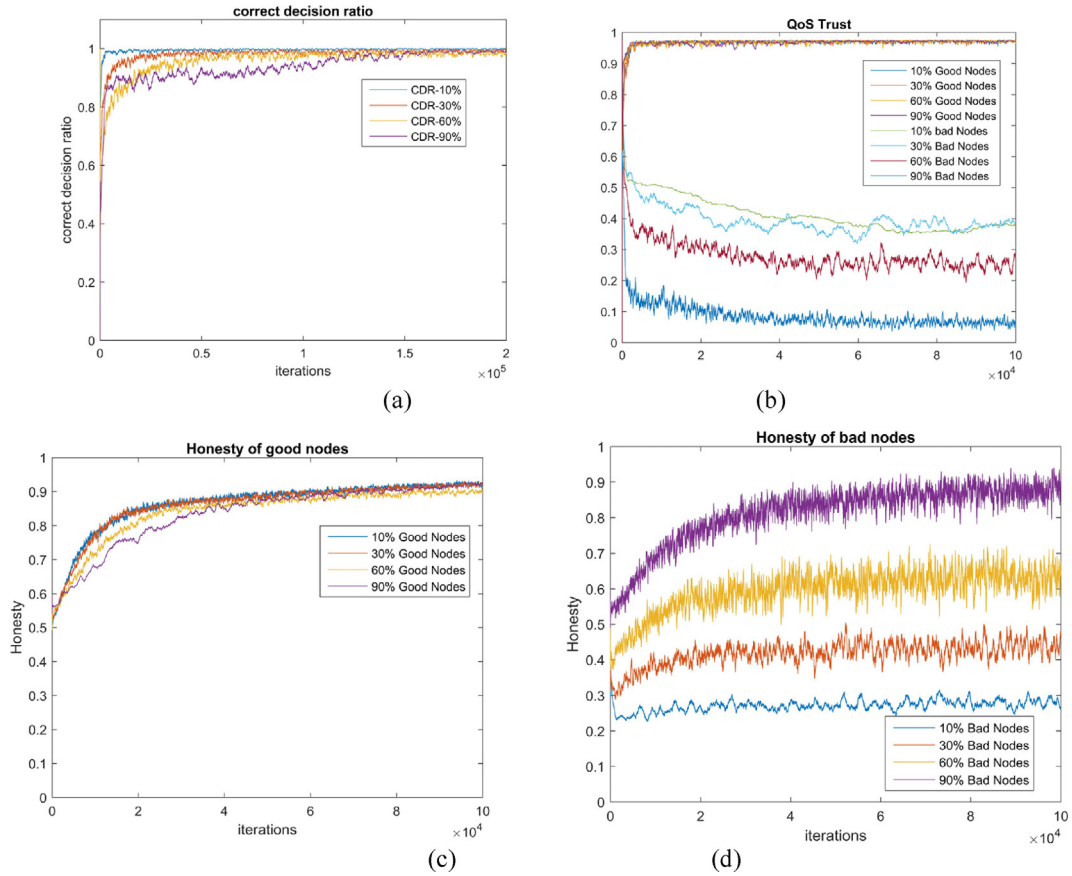 correct decision ratio
1
0.8
0.6
0.4
0.2
0
correct decision ratio
CDR-10%
CDR-30%
CDR-60%
CDR-90%
0
0.5
1
1.5
2
×10^5
iterations
(a)
QoS Trust
1
0.9
0.8
0.7
0.6
0.5
0.4
0.3
0.2
0.1
0
10% Good Nodes
30% Good Nodes
60% Good Nodes
90% Good Nodes
10% bad Nodes
30% Bad Nodes
60% Bad Nodes
90% Bad Nodes
0
2
4
6
8
10
×10^4
(b)
Honesty of good nodes
1
0.9
0.8
0.7
0.6
0.5
0.4
0.3
0.2
0.1
0
Honesty
10% Good Nodes
30% Good Nodes
60% Good Nodes
90% Good Nodes
0
2
4
6
8
10
×10^4
iterations
(c)
Honesty of bad nodes
1
0.9
0.8
0.7
0.6
0.5
0.4
0.3
0.2
0.1
0
Honesty
10% Bad Nodes
30% Bad Nodes
60% Bad Nodes
90% Bad Nodes
0
2
4
6
8
10
×10^4
iterations
(d)